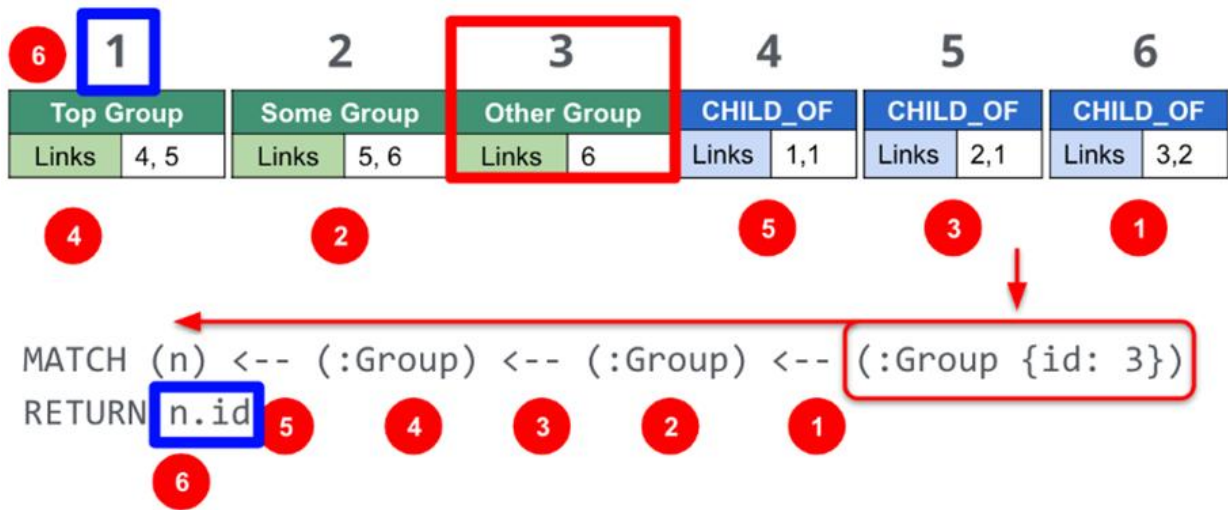 6 1 2 3 4 5 6
Top Group Some Group Other Group CHILD_OF CHILD_OF CHILD_OF
Links 4, 5 Links 5, 6 Links 6 Links 1,1 Links 2,1 Links 3,2
4 2 5 3 1
MATCH (n) <-- (:Group) <-- (:Group) <-- (:Group {id: 3})
RETURN n.id 5 4 3 2 1
6